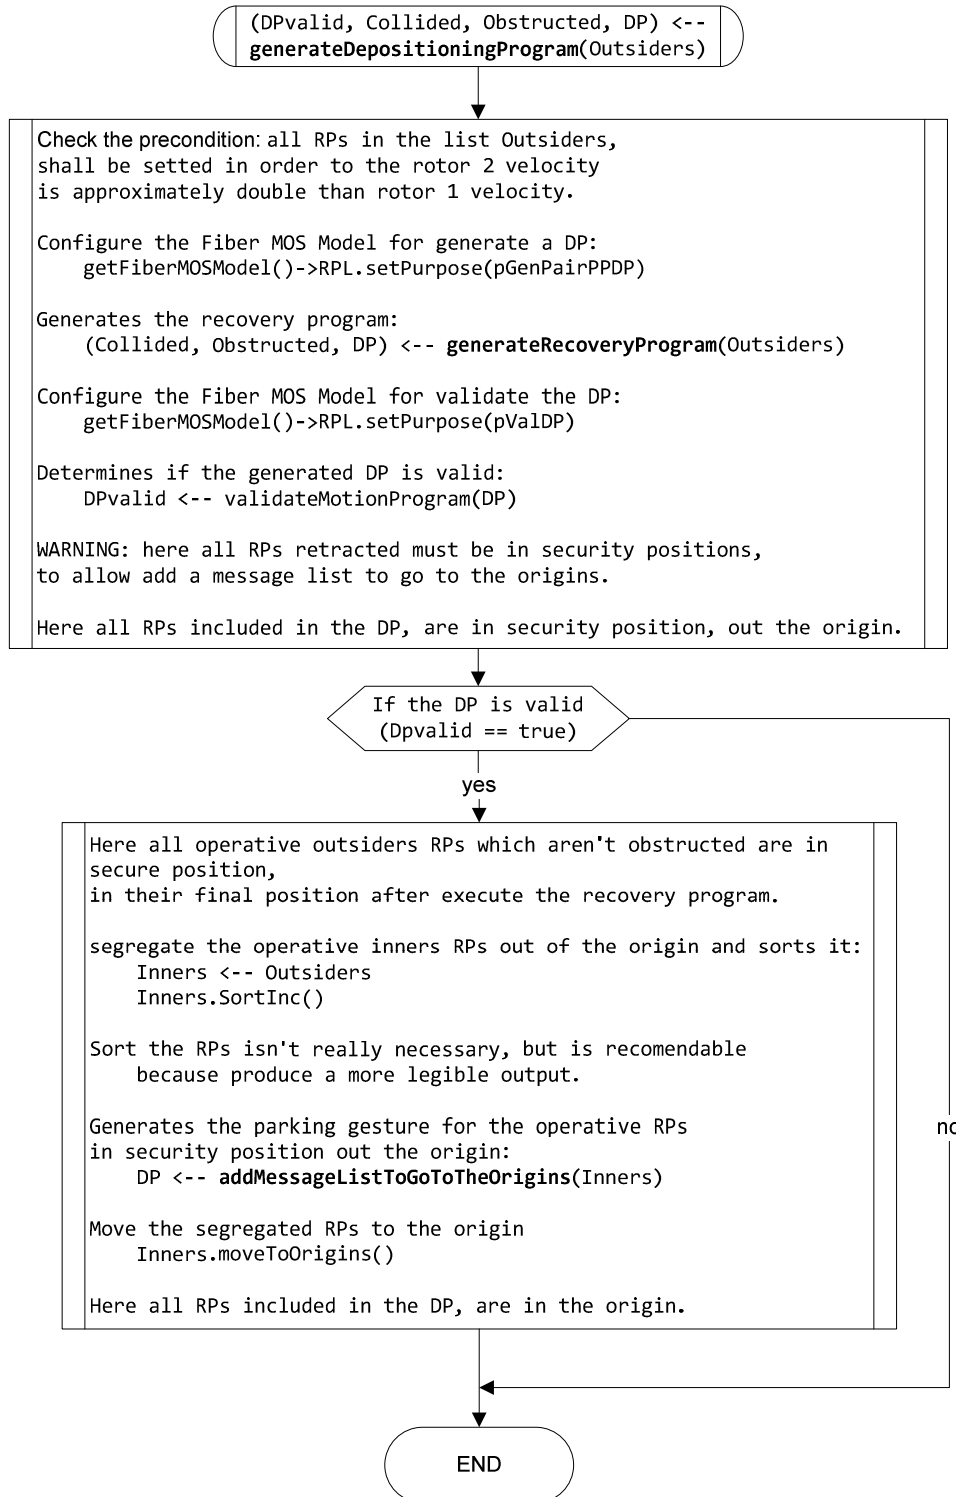 (DPvalid, Collided, Obstructed, DP) <--
generateDepositioningProgram(Outsiders)
Check the precondition: all RPs in the list Outsiders,
shall be setted in order to the rotor 2 velocity
is approximately double than rotor 1 velocity.
Configure the Fiber MOS Model for generate a DP:
getFiberMOSModel()->RPL.setPurpose(pGenPairPPDP)
Generates the recovery program:
(Collided, Obstructed, DP) <-- generateRecoveryProgram(Outsiders)
Configure the Fiber MOS Model for validate the DP:
getFiberMOSModel()->RPL.setPurpose(pValDP)
Determines if the generated DP is valid:
DPvalid <-- validateMotionProgram(DP)
WARNING: here all RPs retracted must be in security positions,
to allow add a message list to go to the origins.
Here all RPs included in the DP, are in security position, out the origin.
If the DP is valid
(Dpvalid == true)
yes
Here all operative outsiders RPs which aren't obstructed are in
secure position,
in their final position after execute the recovery program.
segregate the operative inners RPs out of the origin and sorts it:
Inners <-- Outsiders
Inners.SortInc()
Sort the RPs isn't really necessary, but is recomendable
because produce a more legible output.
Generates the parking gesture for the operative RPs
in security position out the origin:
DP <-- addMessageListToGoToTheOrigins(Inners)
Move the segregated RPs to the origin
Inners.moveToOrigins()
Here all RPs included in the DP, are in the origin.
no
END